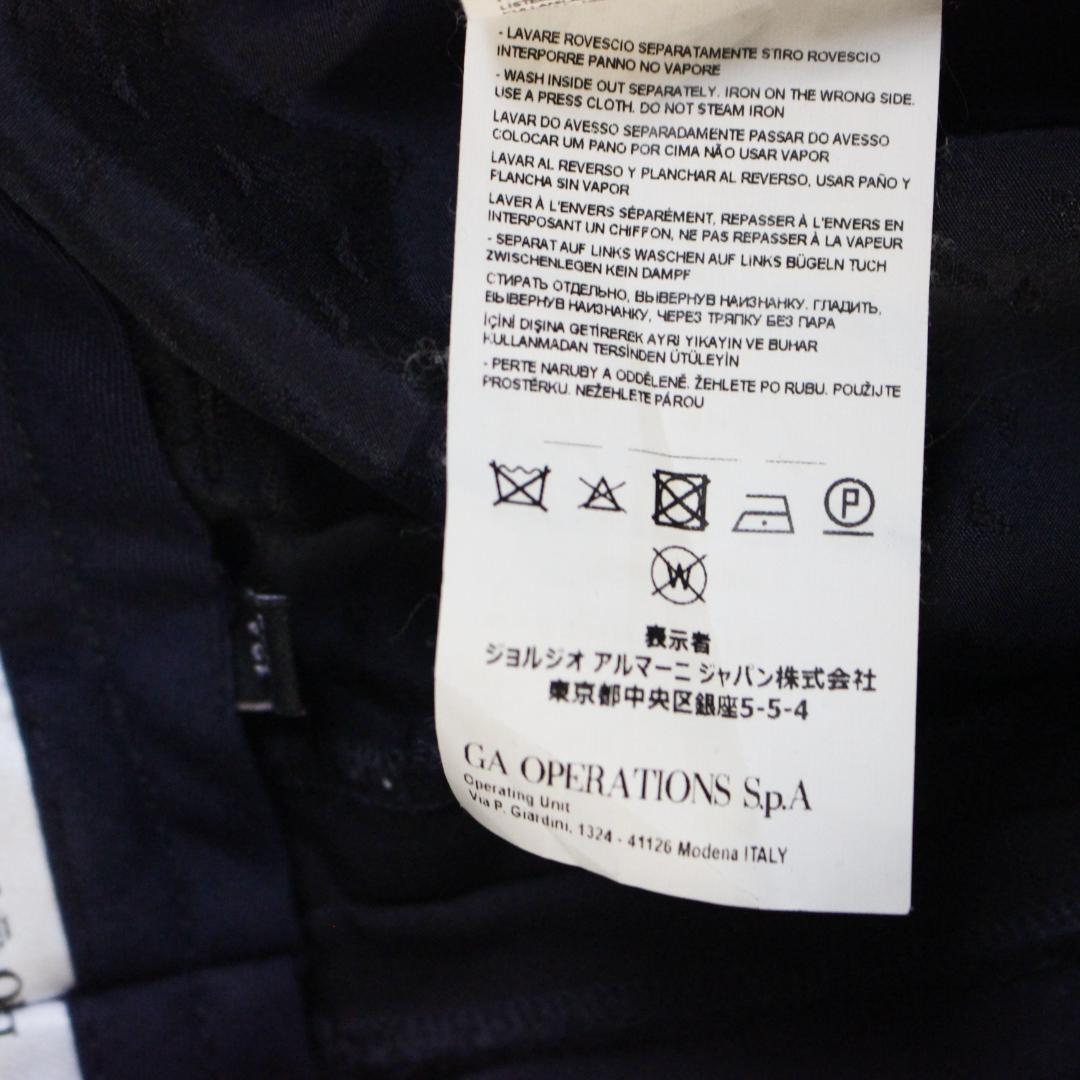 - LAVARE ROVESCIO SEPARATAMENTE STIRO ROVESCIO
INTERPORRE PANNO NO VAPORE
- WASH INSIDE OUT SEPARATELY. IRON ON THE WRONG SIDE.
USE A PRESS CLOTH. DO NOT STEAM IRON
LAVAR DO AVESSO SEPARADAMENTE PASSAR DO AVESSO
COLOCAR UM PANO POR CIMA NÃO USAR VAPOR
LAVAR AL REVERSO Y PLANCHAR AL REVERSO, USAR PAÑO Y
PLANCHA SIN VAPOR
LAVER À L'ENVERS SÉPARÉMENT, REPASSER À L'ENVERS EN
INTERPOSANT UN CHIFFON, NE PAS REPASSER À LA VAPEUR
- SEPARAT AUF LINKS WASCHEN AUF LINKS BÜGELN TUCH
ZWISCHENLEGEN KEIN DAMPF
СТИРАТЬ ОТДЕЛЬНО, ВЫВЕРНУВ НАИЗНАНКУ. ГЛАДИТЬ,
ВЫВЕРНУВ НАИЗНАНКУ, ЧЕРЕЗ ТРЯПКУ БЕЗ ПАРА
İÇİNİ DIŞINA GETİREREK AYRI YIKAYIN VE BUHAR
KULLANMADAN TERSİNDEN ÜTÜLEYİN
- PERTE NARUBY A ODDĚLENĚ. ŽEHLETE PO RUBU. POUŽIJTE
PROSTĚRKU. NEŽEHLETE PÁROU
P
W
表示者
ジョルジオ アルマーニ ジャパン株式会社
東京都中央区銀座5-5-4
GA OPERATIONS S.p.A
Operating Unit
Via P. Giardini, 1324 - 41126 Modena ITALY